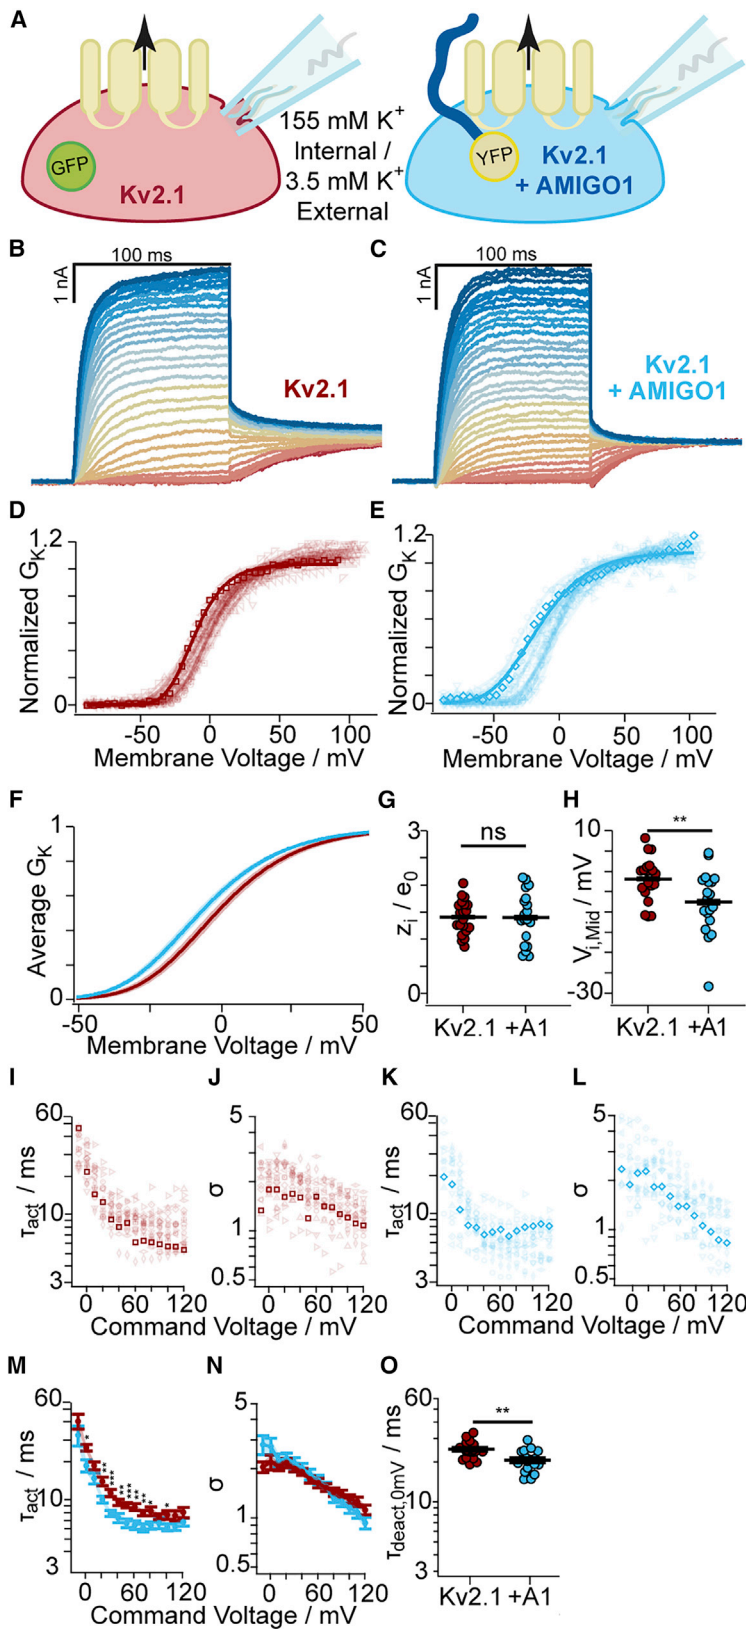 A
GFP
Kv2.1
155 mM K+
Internal /
3.5 mM K+
External
YFP
Kv2.1
+ AMIGO1
B
100 ms
1 nA
Kv2.1
C
100 ms
1 nA
Kv2.1
+ AMIGO1
D
1.2
0
Normalized GK
-50 0 50 100
Membrane Voltage / mV
E
1.2
0
Normalized GK
-50 0 50 100
Membrane Voltage / mV
F
1
0
Average GK
-50 0 50
Membrane Voltage / mV
G
3
0
zi / e0
ns
Kv2.1 +A1
H
10
-30
Vi,Mid / mV
**
Kv2.1 +A1
I
60
10
3
τact / ms
0 60 120
J
5
1
0.5
σ
0 60 120
Command Voltage / mV
K
60
10
3
τact / ms
0 60 120
L
5
1
0.5
σ
0 60 120
Command Voltage / mV
M
60
10
3
τact / ms
0 60 120
N
5
1
0.5
σ
0 60 120
Command Voltage / mV
O
60
10
3
τdeact,0mV / ms
**
Kv2.1 +A1